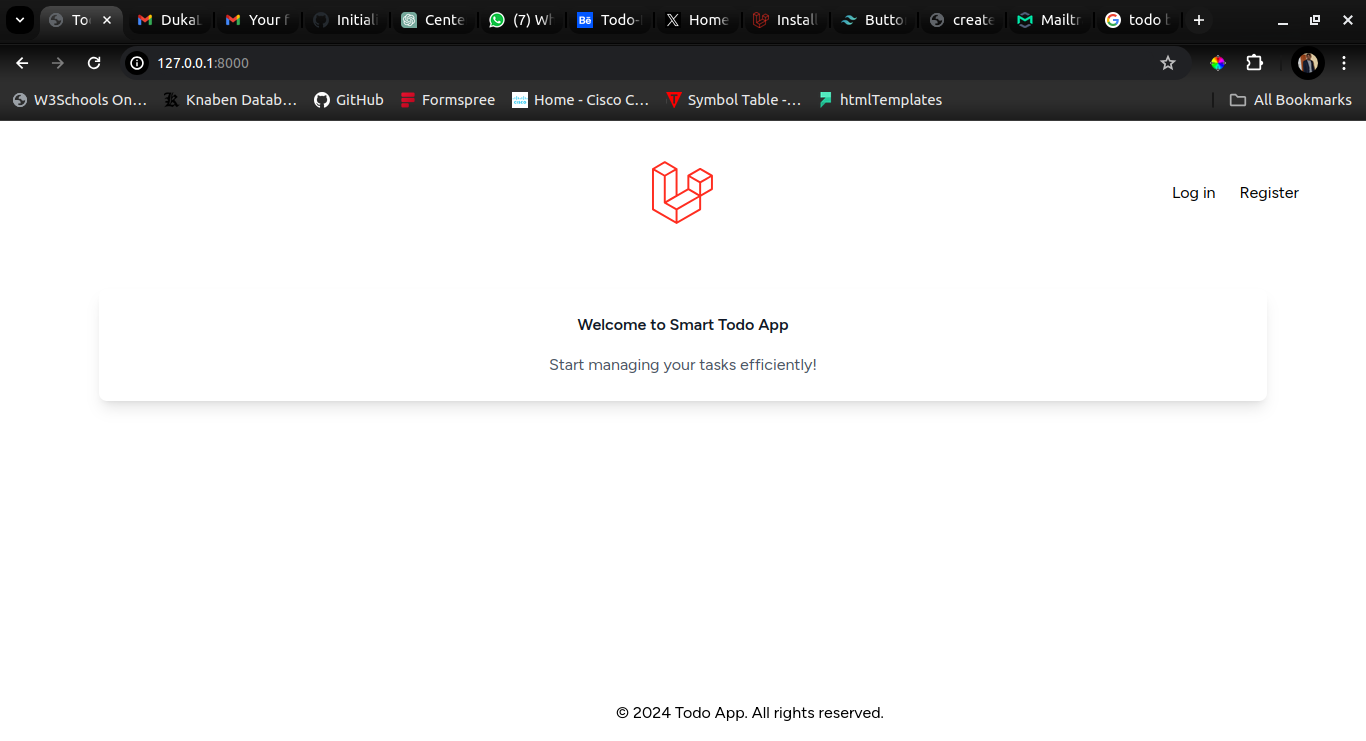 To
DukaL
Your f
Initiali
Cente
(7) Wh
Todo-
Home
Install
Butto
create
Mailtr
todo b
127.0.0.1:8000
W3Schools On...
Knaben Datab...
GitHub
Formspree
Home - Cisco C...
Symbol Table -...
htmlTemplates
All Bookmarks
Log in
Register
Welcome to Smart Todo App
Start managing your tasks efficiently!
© 2024 Todo App. All rights reserved.